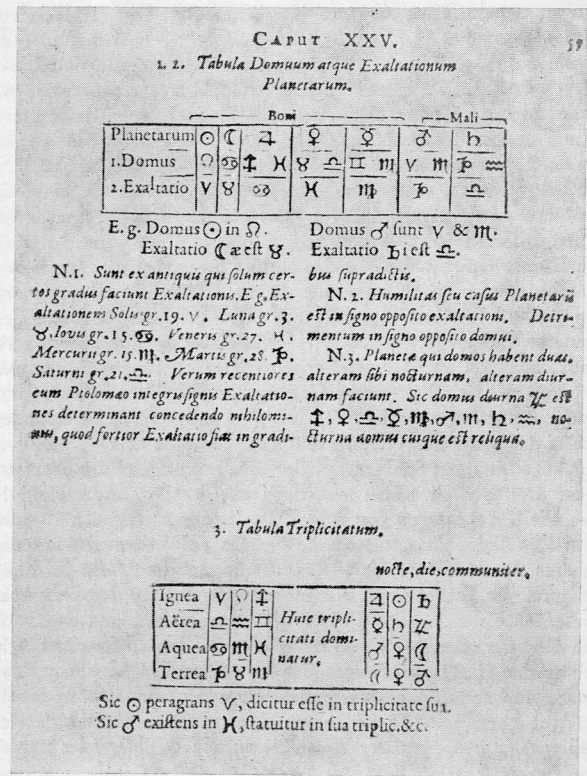 CAPUT XXV.
57
1. 2. Tabula Domuum atque Exaltationum
Planetarum.
Boni Mali
Planetarum ☉ ☾ ♃ ♀ ☿ ♂ ♄
1.Domus ♌ ♋ ♐ ♓ ♉ ♎ ♊ ♍ ♈ ♏ ♑ ♒
2.Exaltatio ♈ ♉ ♋ ♓ ♍ ♑ ♎
E. g. Domus ☉ in ♌. Domus ♂ sunt ♈ & ♏.
Exaltatio ☾æ est ♉. Exaltatio ♄i est ♎.
N.1. Sunt ex antiquis qui solum cer-
tos gradus faciunt Exaltationis, E g, Ex-
altationem Solis gr. 19. ♈. Lunæ gr. 3.
♉. Iovis gr. 15. ♋. Veneris gr. 27. ♓.
Mercurii gr. 15. ♍. Martis gr. 28. ♑.
Saturni gr. 21. ♎. Verum recentiores
cum Ptolomæo integris signis Exaltatio-
nes determinant concedendo nihilomi-
nus, quod fortior Exaltatio fiat in gradi-
bus supradictis.
N. 2. Humilitas seu casus Planetarū
est in signo opposito exaltationi. Detri-
mentum in signo opposito domui.
N.3. Planetæ qui domos habent duas,
alteram sibi nocturnam, alteram diur-
nam faciunt. Sic domus diurna ♃ est
♐, ♀, ♎, ☿, ♍, ♂, ♏, ♄, ♒, no-
cturna domus cuique est reliqua.
3. Tabula Triplicitatum.
nocte, die, communiter.
Ignea ♈ ♌ ♐ ♃ ☉ ♄
Aërea ♎ ♒ ♊ Huic tripli- ☿ ♄ ♃
Aquea ♋ ♏ ♓ citati domi- ♂ ♀ ☾
Terrea ♑ ♉ ♍ natur. ☾ ♀ ♂
Sic ☉ peragrans ♈, dicitur esse in triplicitate sua.
Sic ♂ existens in ♓, statuitur in sua triplic. &c.